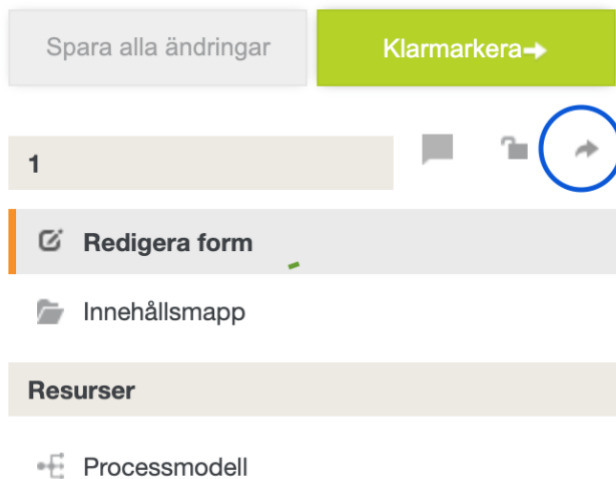 Spara alla ändringar
Klarmarkera
1
Redigera form
Innehållsmapp
Resurser
Processmodell